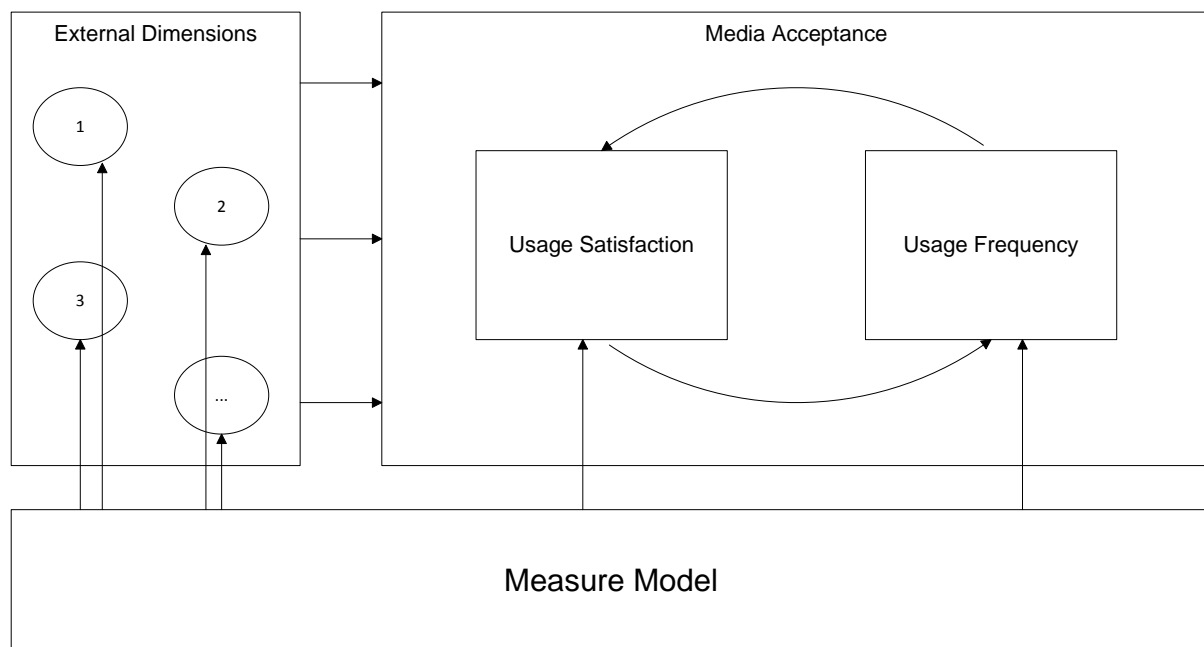 External Dimensions
Media Acceptance
1
2
3
...
Usage Satisfaction
Usage Frequency
Measure Model